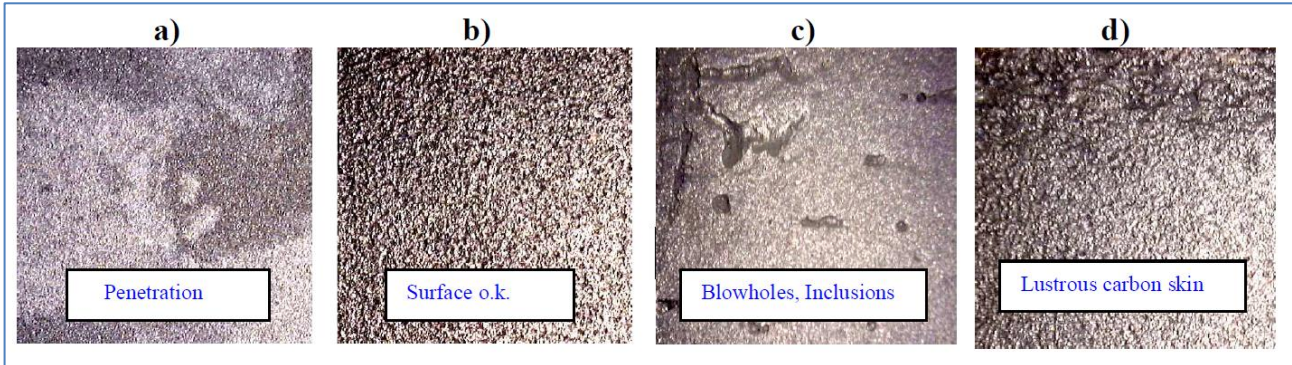 a)
b)
c)
d)
Penetration
Surface o.k.
Blowholes, Inclusions
Lustrous carbon skin